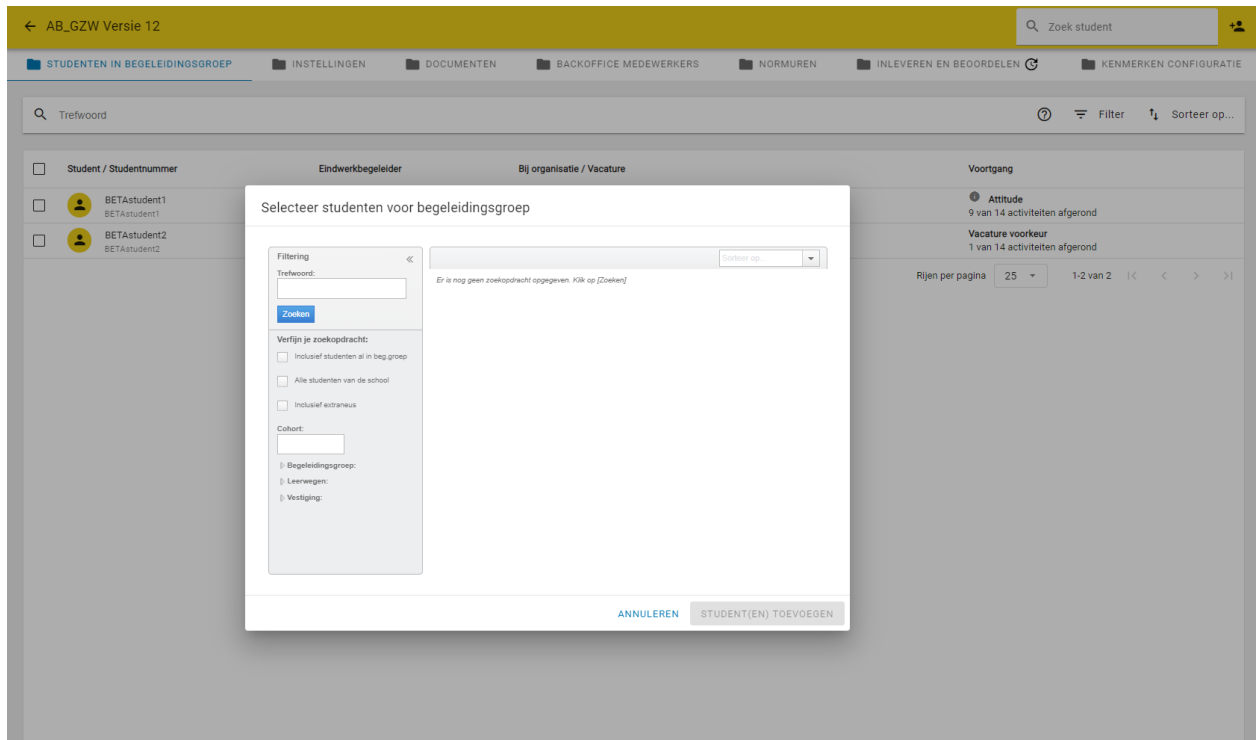 AB_GZW Versie 12
Zoek student
STUDENTEN IN BEGELEIDINGSGROEP
INSTELLINGEN
DOCUMENTEN
BACKOFFICE MEDEWERKERS
NORMUREN
INLEVEREN EN BEOORDELEN
KENMERKEN CONFIGURATIE
Trefwoord
Filter
Sorteer op...
Student / Studentnummer
Eindwerkbegeleider
Bij organisatie / Vacature
Voortgang
BETAstudent1
BETAstudent1
Attitude
9 van 14 activiteiten afgerond
BETAstudent2
BETAstudent2
Vacature voorkeur
1 van 14 activiteiten afgerond
Rijen per pagina 25
1-2 van 2
Selecteer studenten voor begeleidingsgroep
Filtering
Trefwoord:
Zoeken
Verfijn je zoekopdracht:
Inclusief studenten al in beg.groep
Alle studenten van de school
Inclusief extraneus
Cohort:
Begeleidingsgroep:
Leerwegen:
Vestiging:
Sorteer op...
Er is nog geen zoekopdracht opgegeven. Klik op [Zoeken]
ANNULEREN
STUDENT(EN) TOEVOEGEN